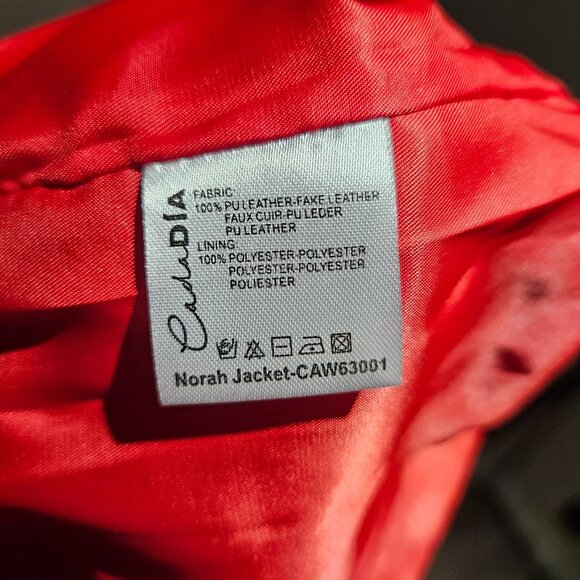 CadaDÍA
FABRIC:
100% PU LEATHER-FAKE LEATHER
FAUX CUIR-PU LEDER
PU LEATHER
LINING:
100% POLYESTER-POLYESTER
POLYESTER-POLYESTER
POLIESTER
Norah Jacket-CAW63001